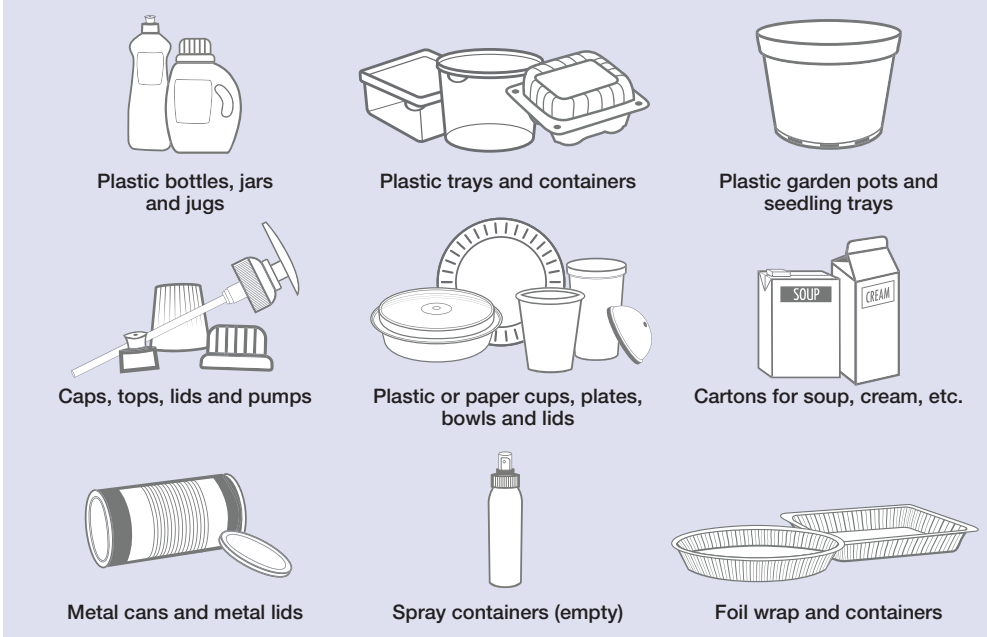 Plastic bottles, jars
and jugs
Plastic trays and containers
Plastic garden pots and
seedling trays
SOUP
CREAM
Caps, tops, lids and pumps
Plastic or paper cups, plates,
bowls and lids
Cartons for soup, cream, etc.
Metal cans and metal lids
Spray containers (empty)
Foil wrap and containers